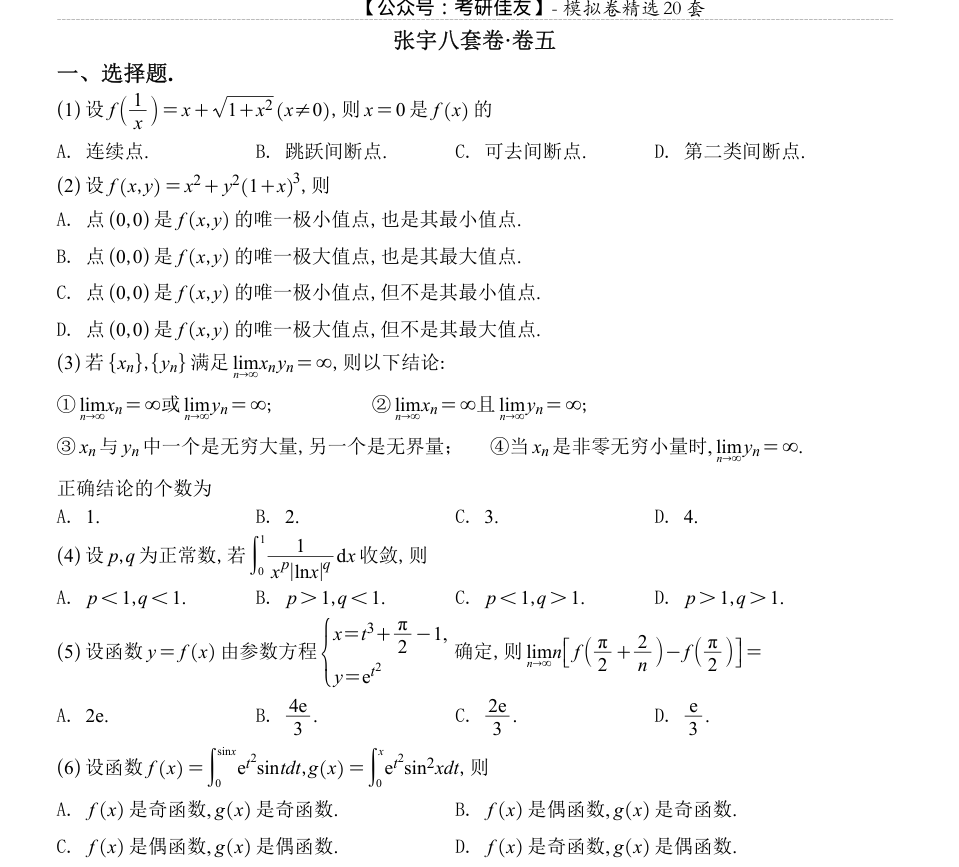 【公众号：考研佳友】- 模拟卷精选 20 套
张宇八套卷·卷五
一、选择题.
(1) 设 f(1/x) = x + √(1+x²) (x≠0), 则 x=0 是 f(x) 的
A. 连续点. B. 跳跃间断点. C. 可去间断点. D. 第二类间断点.
(2) 设 f(x,y) = x² + y²(1+x)³, 则
A. 点 (0,0) 是 f(x,y) 的唯一极小值点, 也是其最小值点.
B. 点 (0,0) 是 f(x,y) 的唯一极大值点, 也是其最大值点.
C. 点 (0,0) 是 f(x,y) 的唯一极小值点, 但不是其最小值点.
D. 点 (0,0) 是 f(x,y) 的唯一极大值点, 但不是其最大值点.
(3) 若 {xₙ},{yₙ} 满足 lim_{n→∞} xₙyₙ = ∞, 则以下结论:
① lim_{n→∞} xₙ = ∞ 或 lim_{n→∞} yₙ = ∞; ② lim_{n→∞} xₙ = ∞ 且 lim_{n→∞} yₙ = ∞;
③ xₙ 与 yₙ 中一个是无穷大量, 另一个是无界量; ④ 当 xₙ 是非零无穷小量时, lim_{n→∞} yₙ = ∞.
正确结论的个数为
A. 1. B. 2. C. 3. D. 4.
(4) 设 p,q 为正常数, 若 ∫₀¹ 1/(x^p|lnx|^q) dx 收敛, 则
A. p<1,q<1. B. p>1,q<1. C. p<1,q>1. D. p>1,q>1.
(5) 设函数 y=f(x) 由参数方程 { x=t³+π/2−1, y=e^{t²} 确定, 则 lim_{n→∞} n[f(π/2+2/n)−f(π/2)]=
A. 2e. B. 4e/3. C. 2e/3. D. e/3.
(6) 设函数 f(x) = ∫₀^{sinx} e^{t²}sintdt, g(x) = ∫₀^x e^{t²}sin²xdt, 则
A. f(x) 是奇函数, g(x) 是奇函数. B. f(x) 是偶函数, g(x) 是奇函数.
C. f(x) 是偶函数, g(x) 是偶函数. D. f(x) 是奇函数, g(x) 是偶函数.